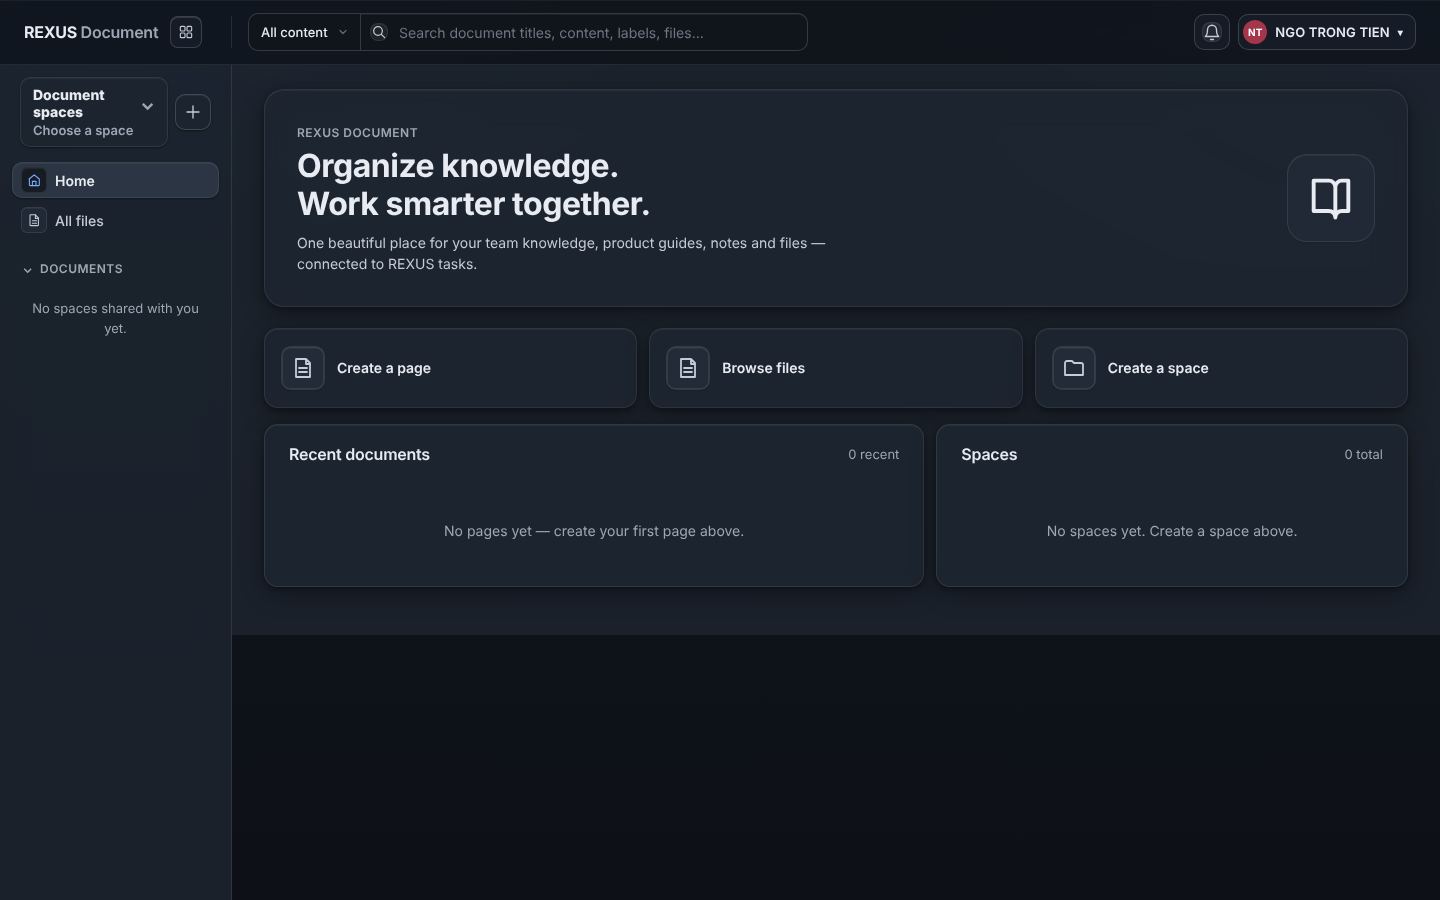 REXUS Document
All content
Search document titles, content, labels, files...
NT
NGO TRONG TIEN
Document
spaces
Choose a space
Home
All files
DOCUMENTS
No spaces shared with you
yet.
REXUS DOCUMENT
Organize knowledge.
Work smarter together.
One beautiful place for your team knowledge, product guides, notes and files —
connected to REXUS tasks.
Create a page
Browse files
Create a space
Recent documents
0 recent
No pages yet — create your first page above.
Spaces
0 total
No spaces yet. Create a space above.